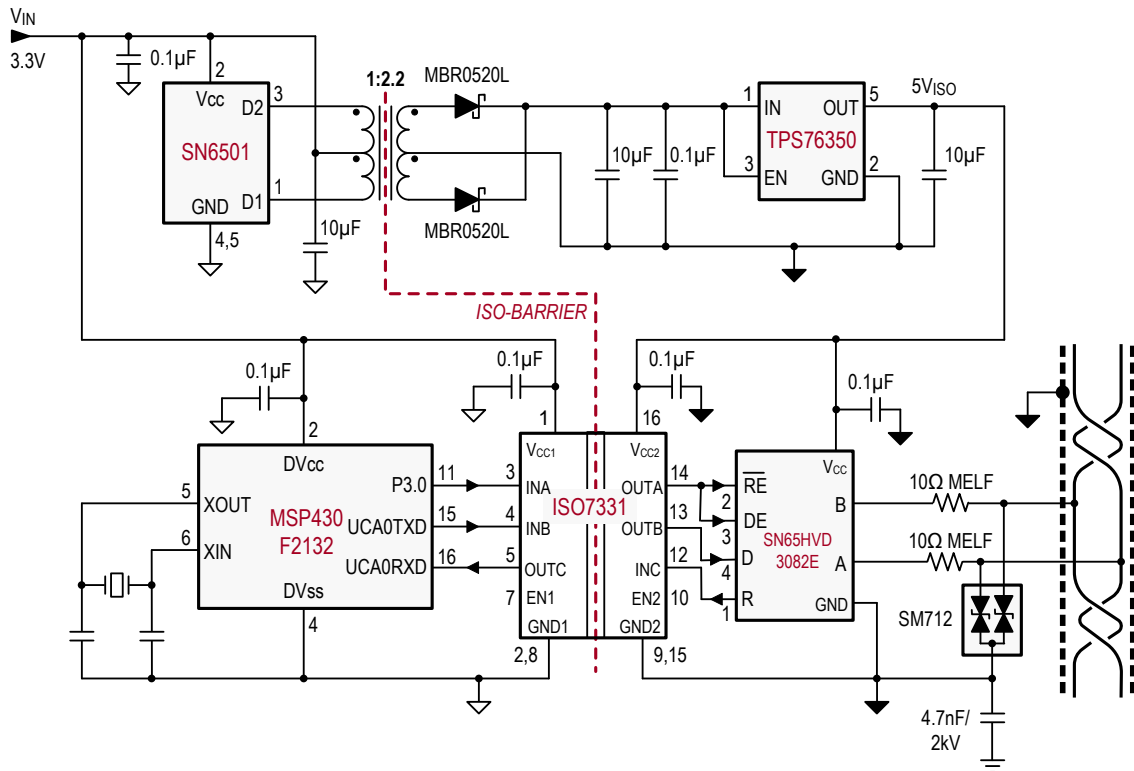 VIN
3.3V
0.1µF
2
Vcc
3
D2
SN6501
1
D1
GND
4,5
1:2.2
10µF
MBR0520L
MBR0520L
10µF
0.1µF
1
IN
OUT
5
TPS76350
3
EN
GND
2
5VISO
10µF
ISO-BARRIER
0.1µF
2
DVcc
5
XOUT
P3.0
11
MSP430
F2132
UCA0TXD
15
6
XIN
UCA0RXD
16
DVss
4
0.1µF
1
0.1µF
16
VCC1
VCC2
3
INA
OUTA
14
ISO7331
4
INB
OUTB
13
5
OUTC
INC
12
7
EN1
EN2
10
GND1
GND2
2,8
9,15
0.1µF
VCC
RE
2
DE
3
SN65HVD
3082E
D
4
R
1
B
A
GND
10Ω MELF
10Ω MELF
SM712
4.7nF/
2kV